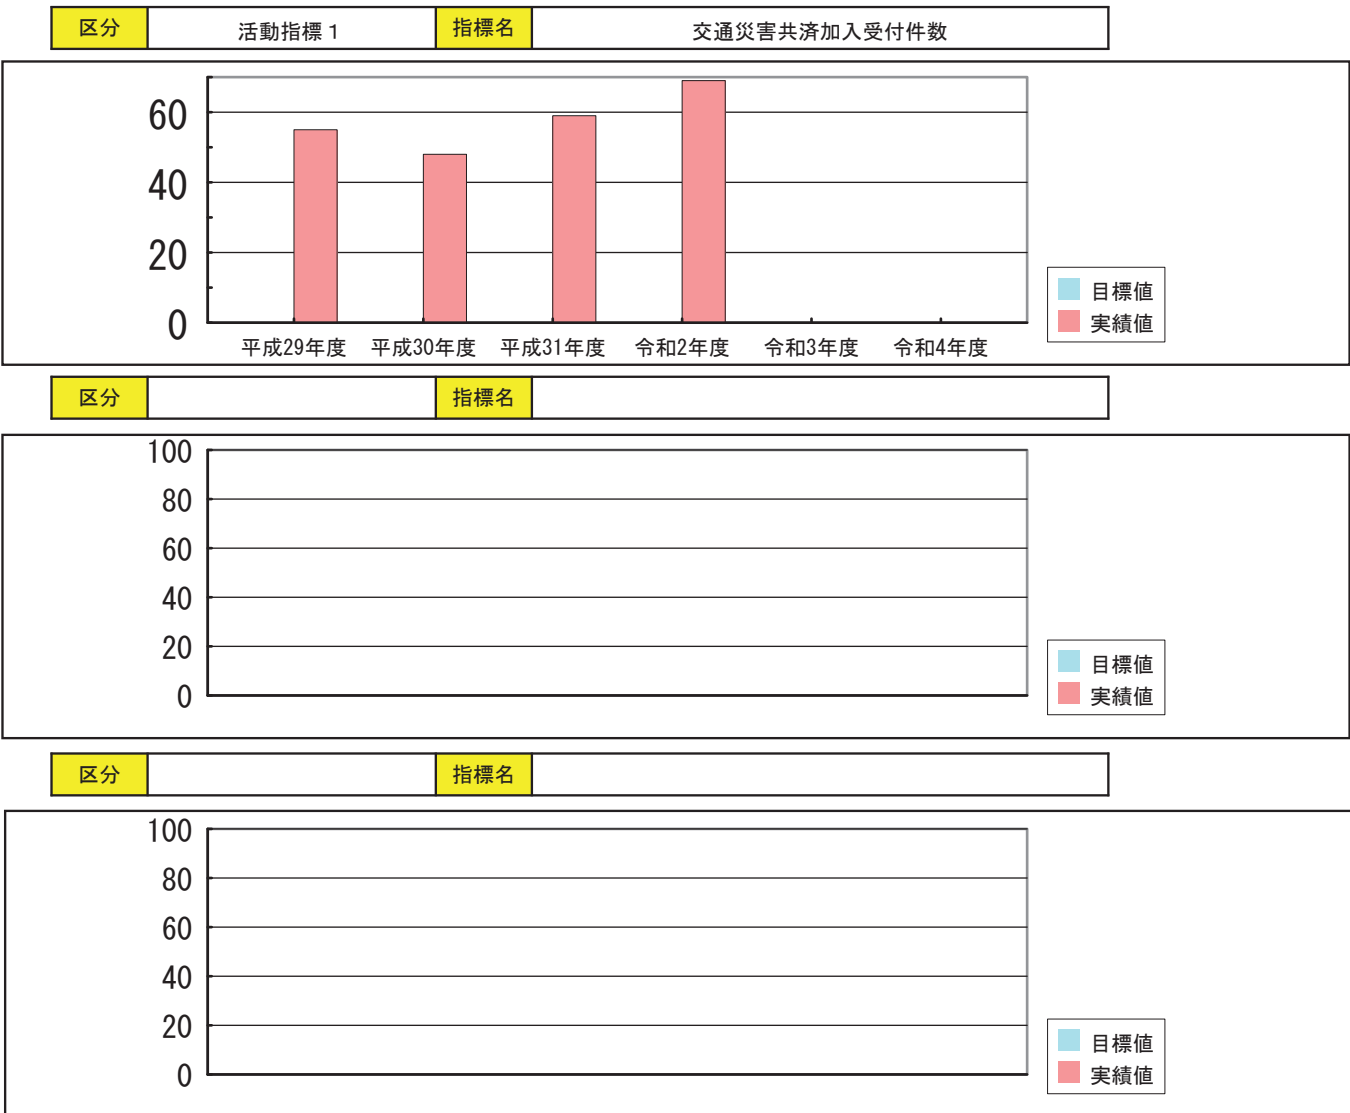 区分 活動指標1 指標名 交通災害共済加入受付件数
60
40
20
0
平成29年度 平成30年度 平成31年度 令和2年度 令和3年度 令和4年度
目標値
実績値
区分 指標名
100
80
60
40
20
0
目標値
実績値
区分 指標名
100
80
60
40
20
0
目標値
実績値